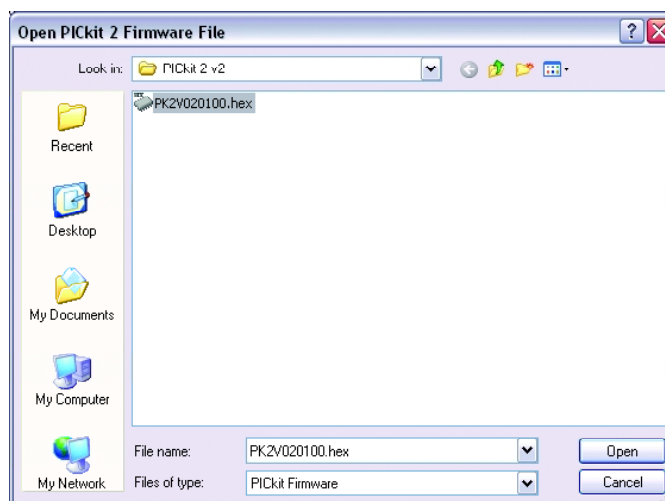 Open PICkit 2 Firmware File
Look in: PICkit 2 v2
PK2V020100.hex
Recent
Desktop
My Documents
My Computer
My Network
File name: PK2V020100.hex Open
Files of type: PICkit Firmware Cancel